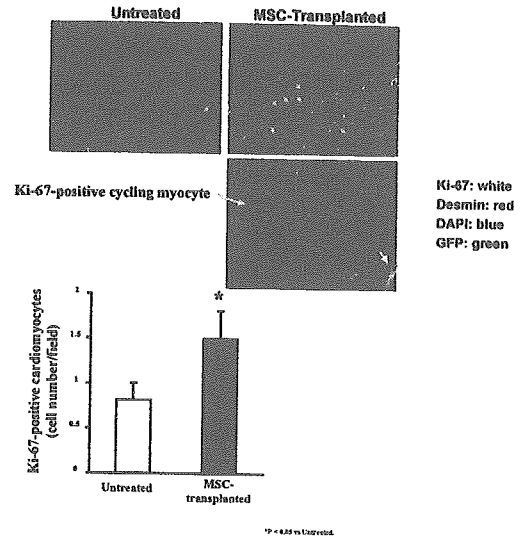 Untreated
MSC-Transplanted
Ki-67-positive cycling myocyte
Ki-67: white
Desmin: red
DAPI: blue
GFP: green
Ki-67-positive cardiomyocytes
(cell number/field)
2
1.5
1
0.5
0
*
Untreated
MSC-
transplanted
*P < 0.05 vs Untreated.